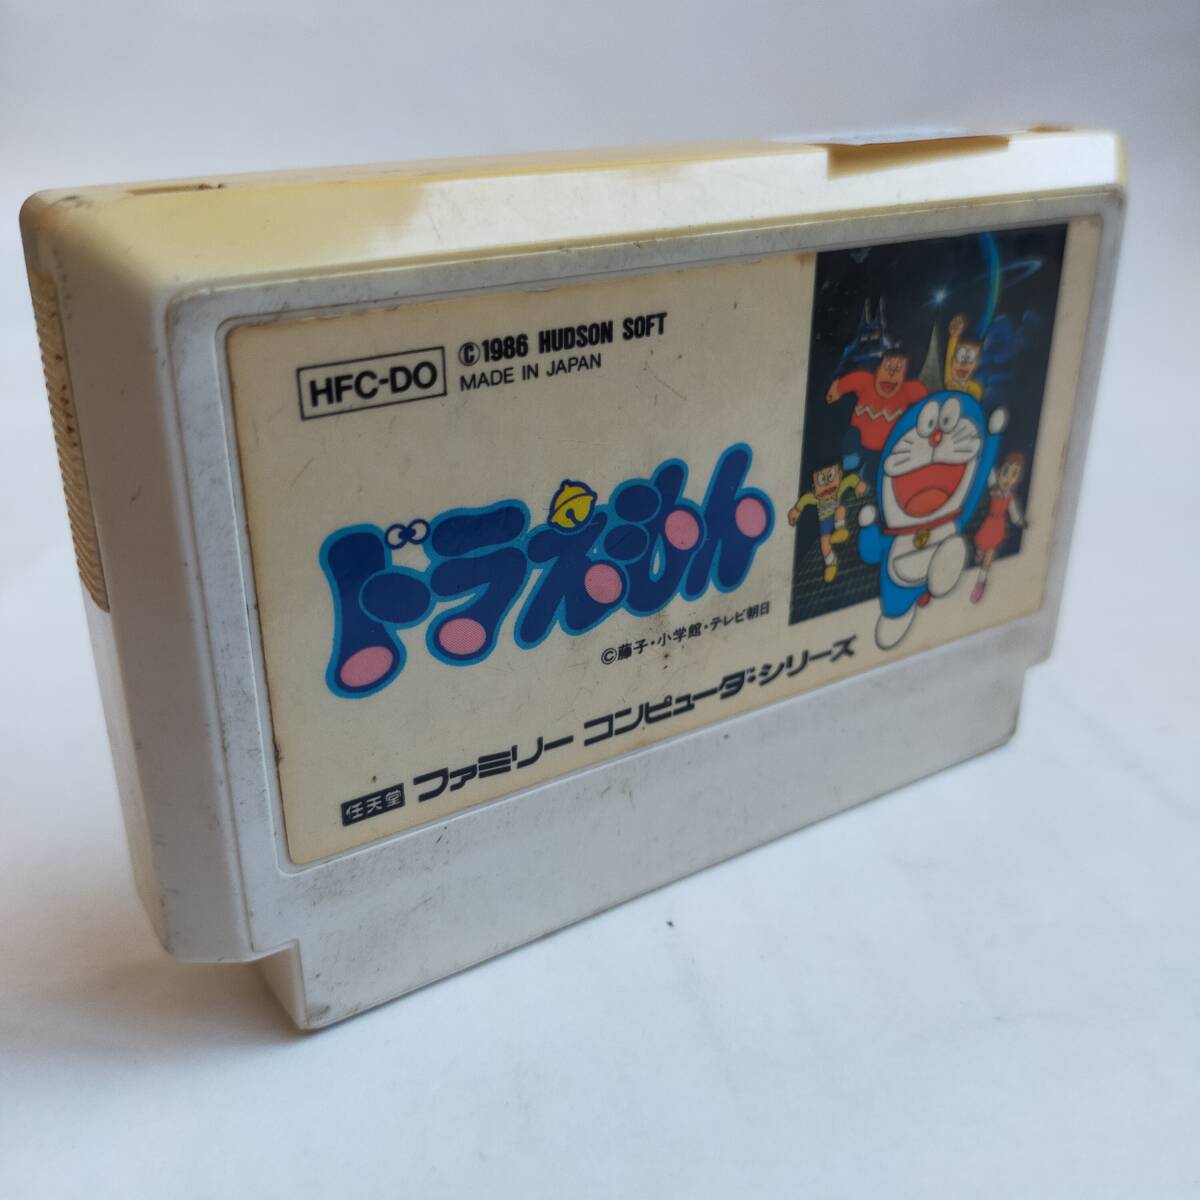 HFC-DO
©1986 HUDSON SOFT
MADE IN JAPAN
ドラえもん
©藤子・小学館・テレビ朝日
任天堂 ファミリー コンピュータ:シリーズ